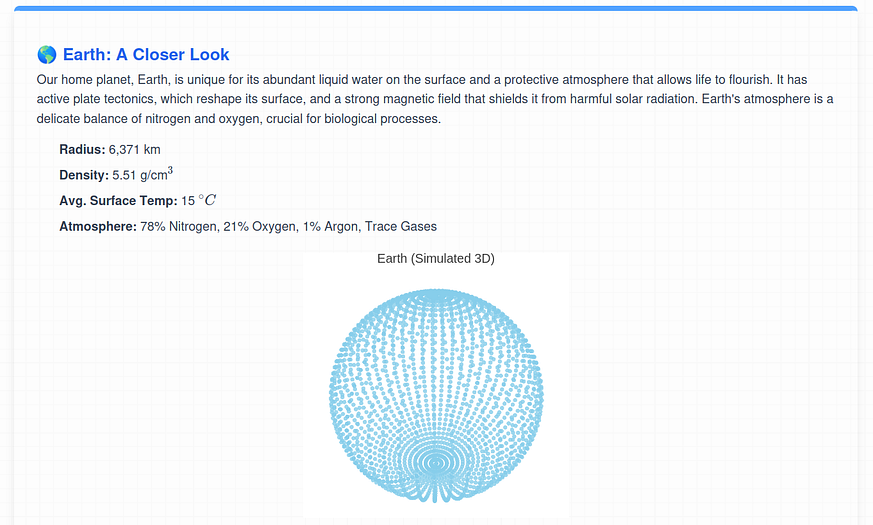 🌎 Earth: A Closer Look
Our home planet, Earth, is unique for its abundant liquid water on the surface and a protective atmosphere that allows life to flourish. It has
active plate tectonics, which reshape its surface, and a strong magnetic field that shields it from harmful solar radiation. Earth's atmosphere is a
delicate balance of nitrogen and oxygen, crucial for biological processes.
Radius: 6,371 km
Density: 5.51 g/cm³
Avg. Surface Temp: 15 °C
Atmosphere: 78% Nitrogen, 21% Oxygen, 1% Argon, Trace Gases
Earth (Simulated 3D)